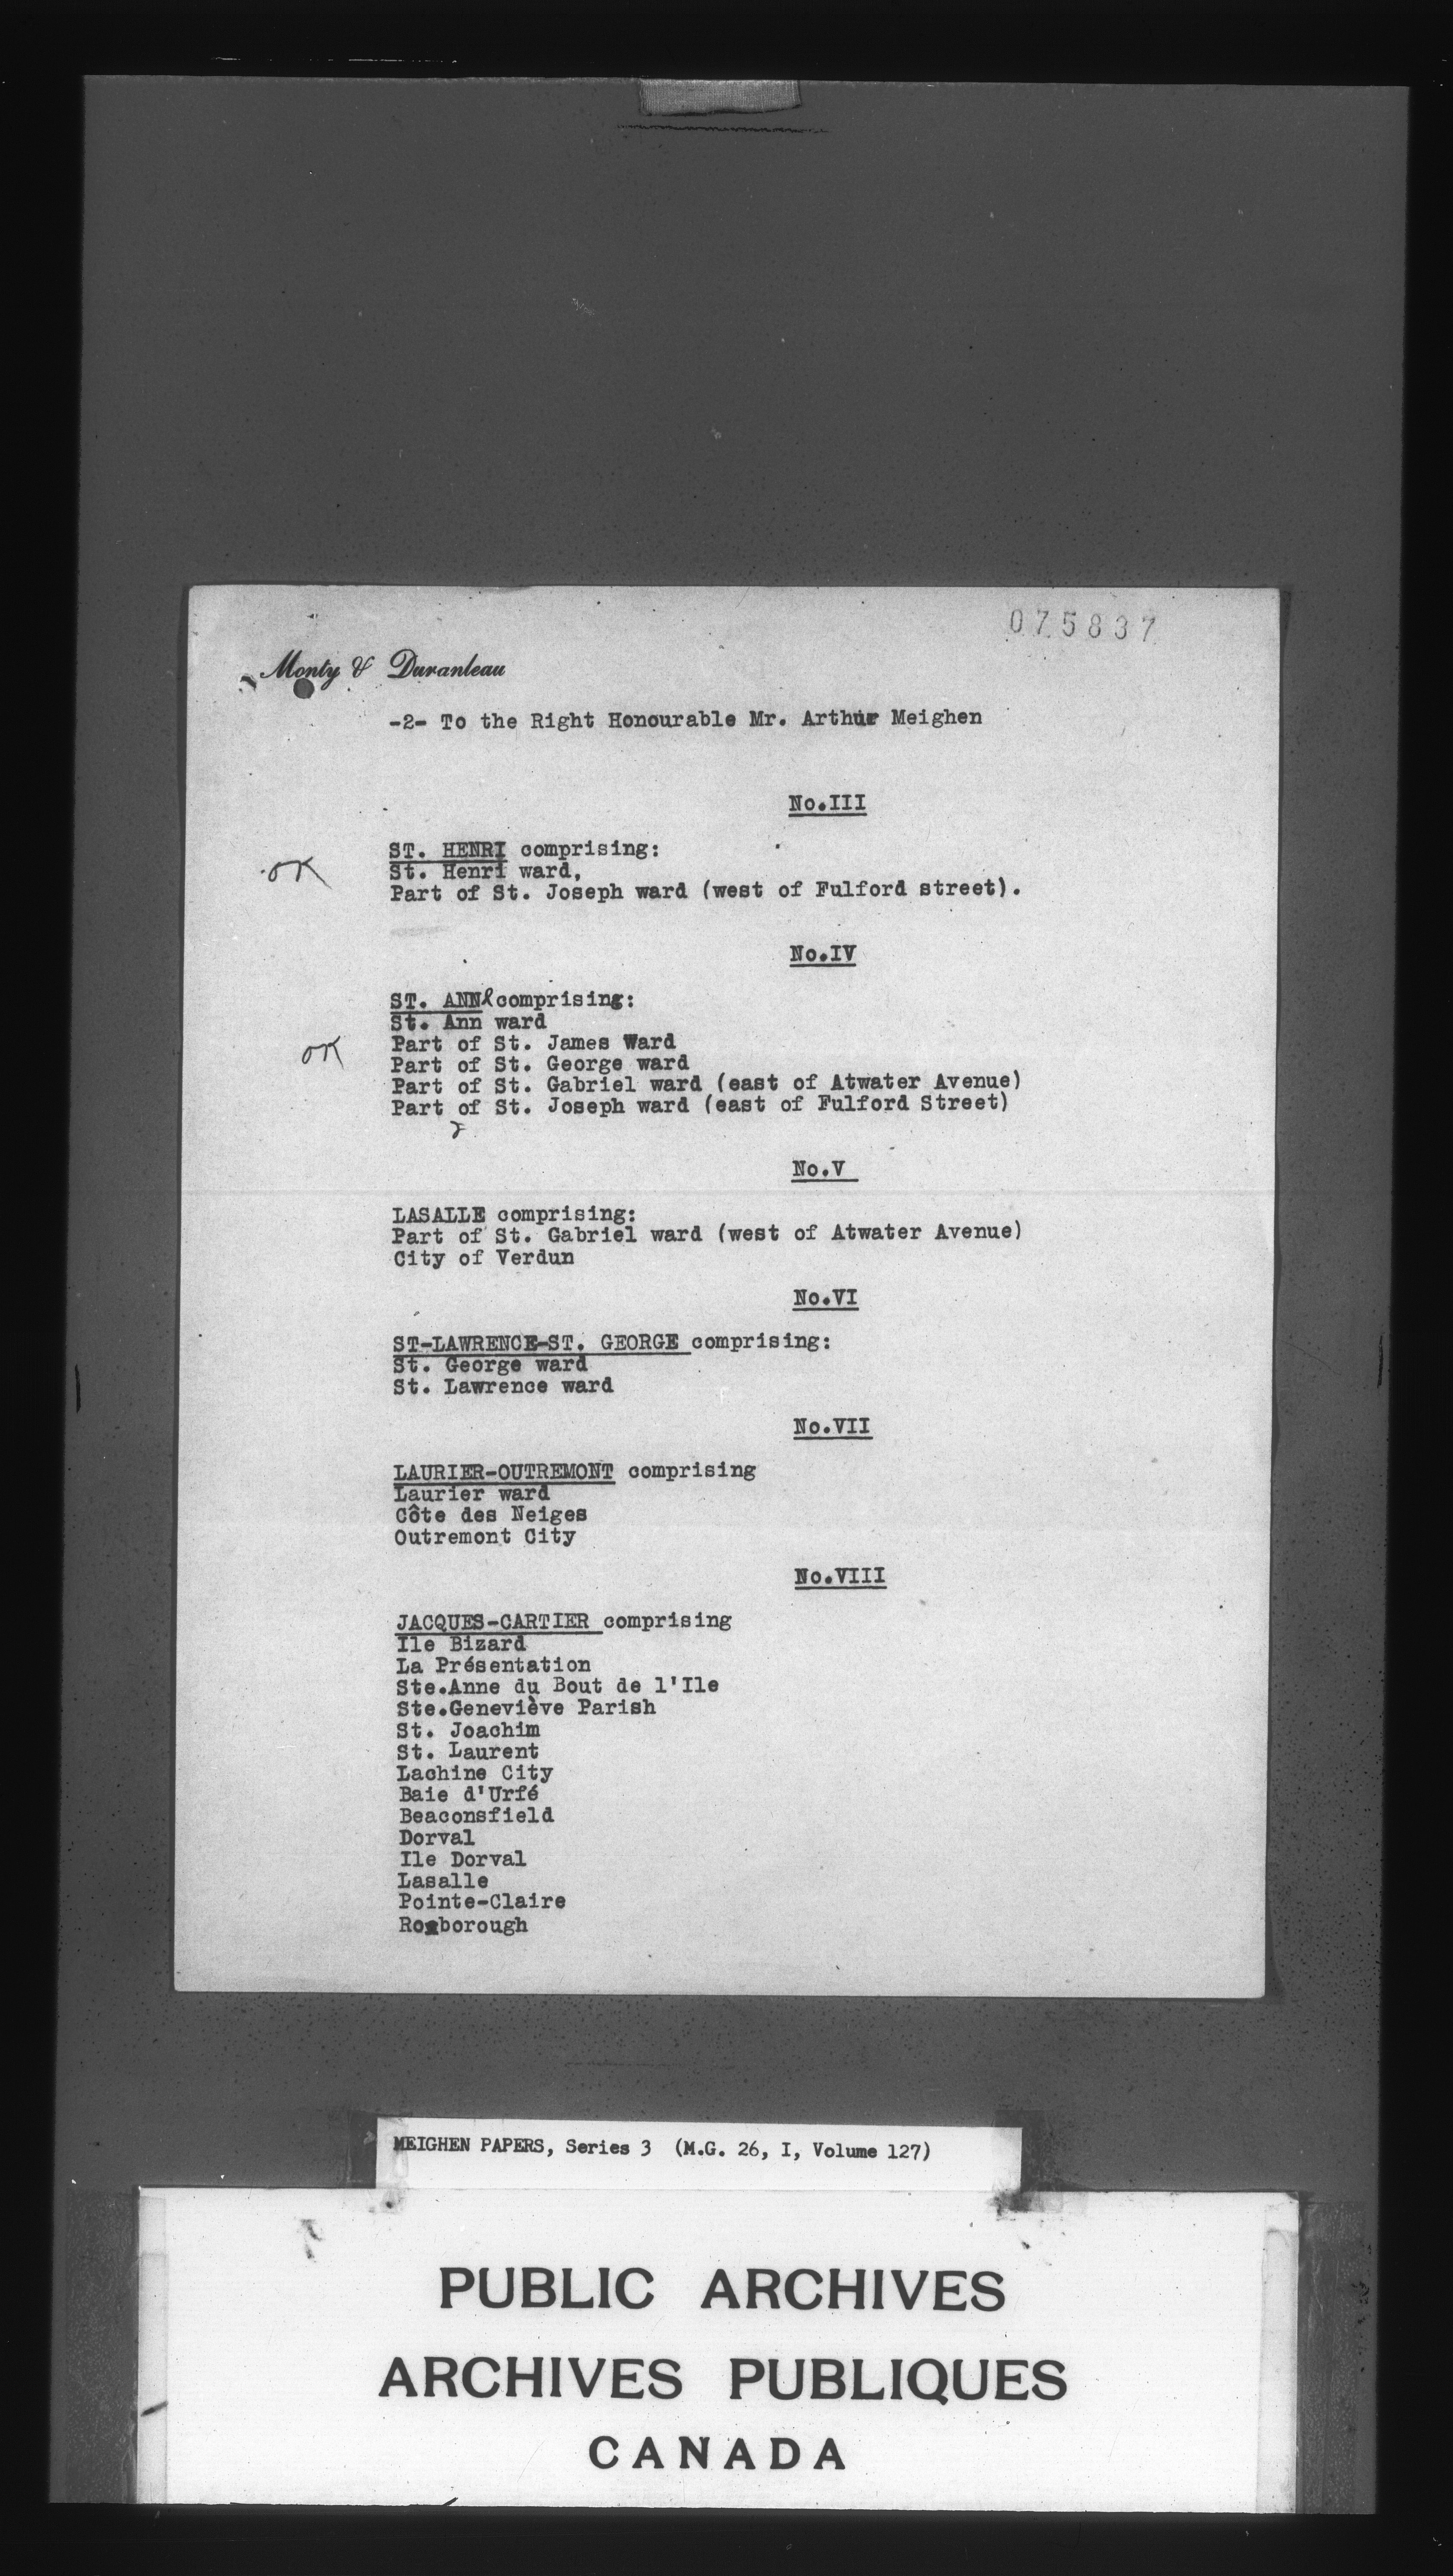 075837
Monty & Duranleau
-2- To the Right Honourable Mr. Arthur Meighen
No.III
ST. HENRI comprising:
OK
St. Henri ward,
Part of St. Joseph ward (west of Fulford street).
No.IV
ST. ANNE comprising:
St. Ann ward
Part of St. James Ward
OK
Part of St. George ward
Part of St. Gabriel ward (east of Atwater Avenue)
Part of St. Joseph ward (east of Fulford Street)
No.V
LASALLE comprising:
Part of St. Gabriel ward (west of Atwater Avenue)
City of Verdun
No.VI
ST-LAWRENCE-ST. GEORGE comprising:
St. George ward
St. Lawrence ward
No.VII
LAURIER-OUTREMONT comprising
Laurier ward
Côte des Neiges
Outremont City
No.VIII
JACQUES-CARTIER comprising
Ile Bizard
La Présentation
Ste.Anne du Bout de l'Ile
Ste.Geneviève Parish
St. Joachim
St. Laurent
Lachine City
Baie d'Urfé
Beaconsfield
Dorval
Ile Dorval
Lasalle
Pointe-Claire
Roxborough
MEIGHEN PAPERS, Series 3 (M.G. 26, I, Volume 127)
PUBLIC ARCHIVES
ARCHIVES PUBLIQUES
CANADA